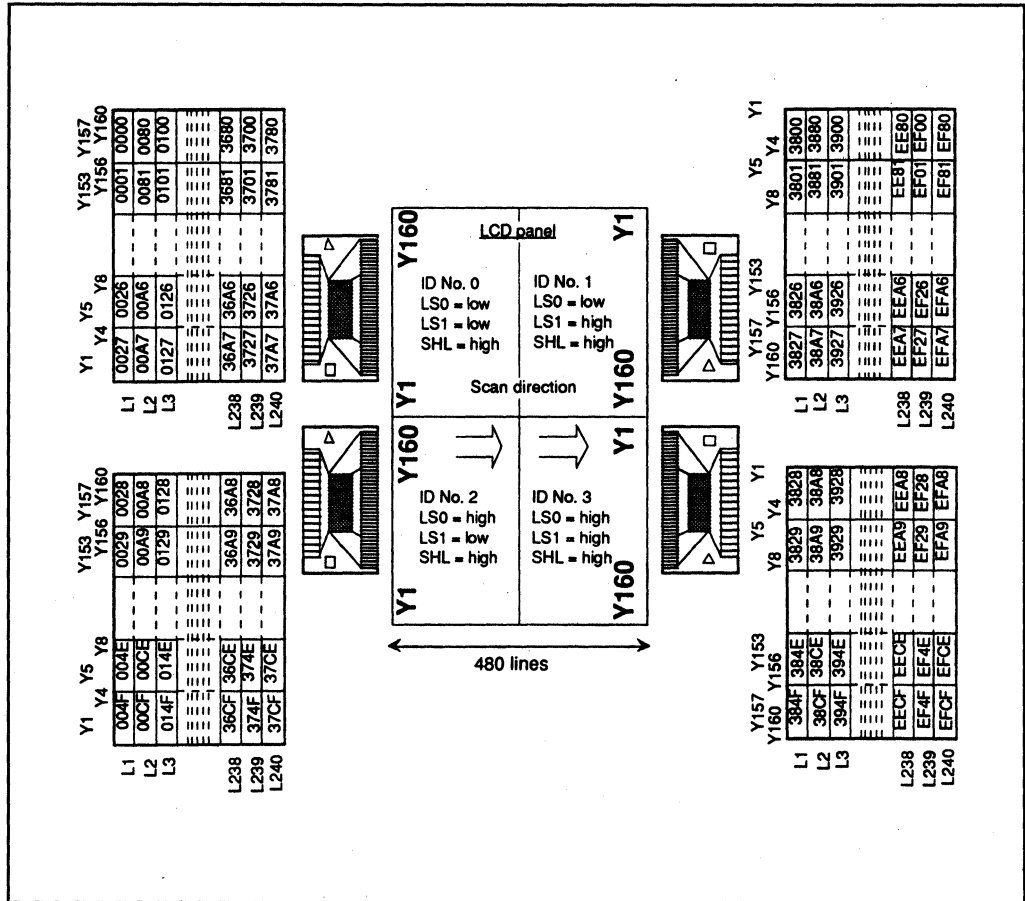 Y157 Y160 0000 0080 0100 3680 3700 3780
Y153 Y156 0001 0081 0101 3681 3701 3781
Y5 Y8 0026 00A6 0126 36A6 3726 37A6
Y1 Y4 0027 00A7 0127 36A7 3727 37A7
L1 L2 L3 L238 L239 L240
Y157 Y160 0028 00A8 0128 36A8 3728 37A8
Y153 Y156 0029 00A9 0129 36A9 3729 37A9
Y5 Y8 004E 00CE 014E 36CE 374E 37CE
Y1 Y4 004F 00CF 014F 36CF 374F 37CF
L1 L2 L3 L238 L239 L240
LCD panel
Y160
Y1
ID No. 0
LS0 = low
LS1 = low
SHL = high
ID No. 1
LS0 = low
LS1 = high
SHL = high
Y1
Y160
Scan direction
Y160
Y1
ID No. 2
LS0 = high
LS1 = low
SHL = high
ID No. 3
LS0 = high
LS1 = high
SHL = high
Y1
Y160
480 lines
Y1 Y4 3800 3880 3900 EE80 EF00 EF80
Y5 Y8 3801 3881 3901 EE81 EF01 EF81
Y153 Y156 3826 38A6 3926 EEA6 EF26 EFA6
Y157 Y160 3827 38A7 3927 EEA7 EF27 EFA7
L1 L2 L3 L238 L239 L240
Y1 Y4 3828 38A8 3928 EEA8 EF28 EFA8
Y5 Y8 3829 38A9 3929 EEA9 EF29 EFA9
Y153 Y156 384E 38CE 394E EECE EF4E EFCE
Y157 Y160 384F 38CF 394F EECF EF4F EFCF
L1 L2 L3 L238 L239 L240